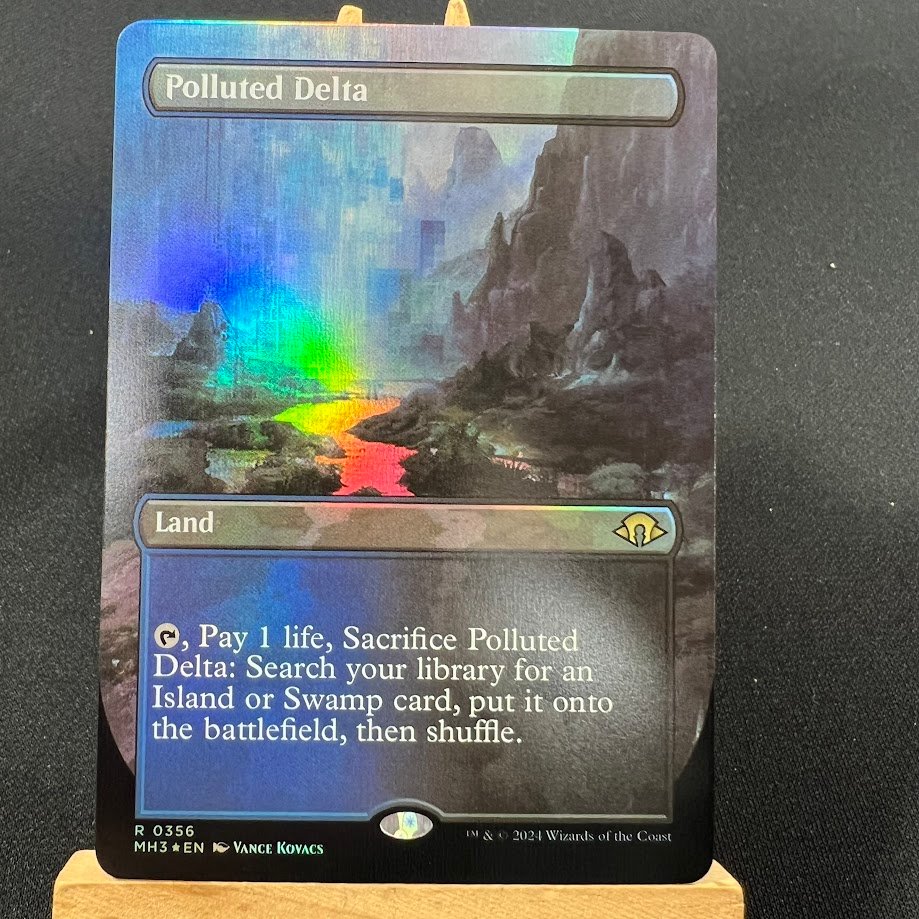 Polluted Delta
Land
, Pay 1 life, Sacrifice Polluted
Delta: Search your library for an
Island or Swamp card, put it onto
the battlefield, then shuffle.
R 0356
MH3★EN Vance Kovacs
™ & © 2024 Wizards of the Coast